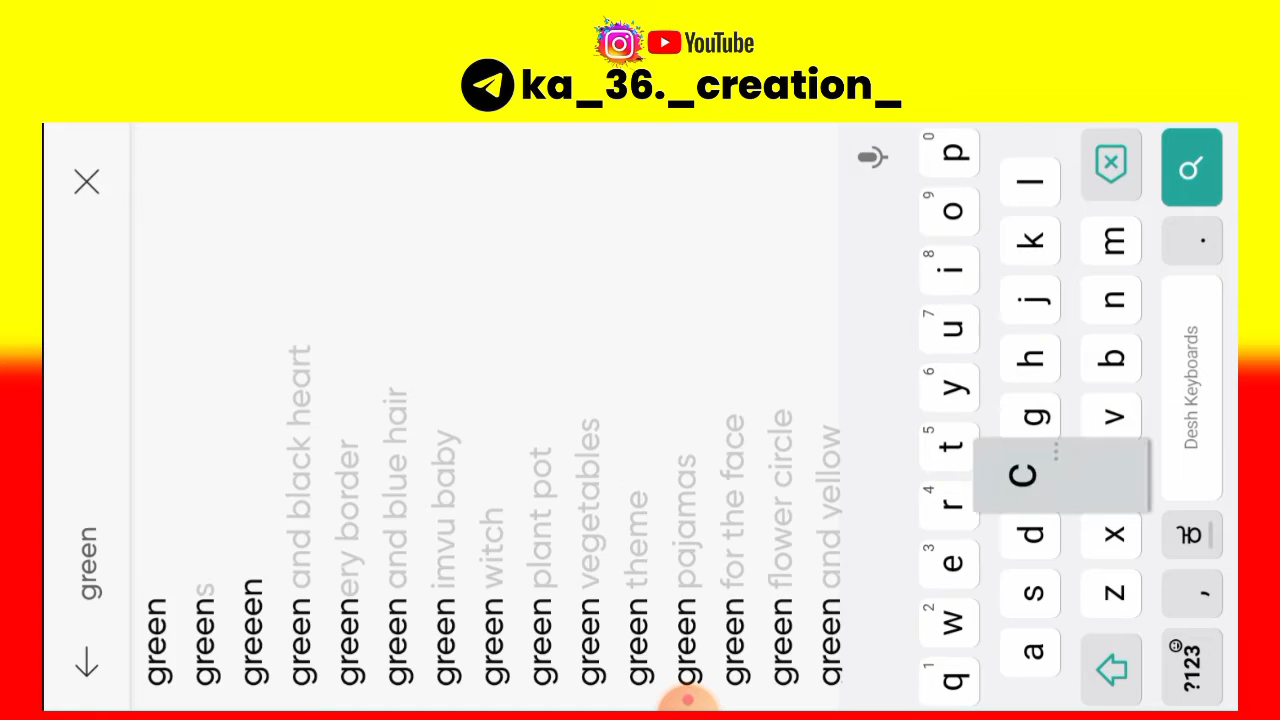 YouTube
ka_36._creation_
green
green
greens
greeen
green and black heart
greenery border
green and blue hair
green imvu baby
green witch
green plant pot
green vegetables
green theme
green pajamas
green for the face
green flower circle
green and yellow
q 1 w 2 e 3 r 4 t 5 y 6 u 7 i 8 o 9 p 0
a s d g h j k l
z x c v b n m
?123 , क Desh Keyboards .